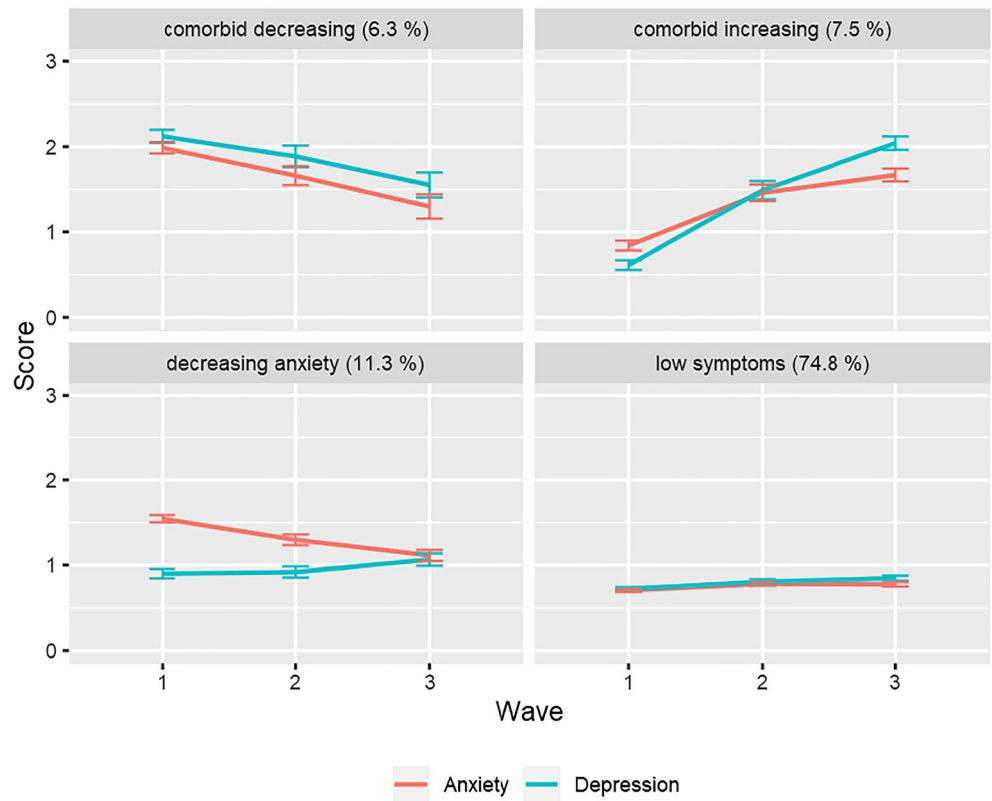 comorbid decreasing (6.3 %)
comorbid increasing (7.5 %)
3
2
1
0
decreasing anxiety (11.3 %)
low symptoms (74.8 %)
3
2
1
0
Score
1 2 3
1 2 3
Wave
Anxiety
Depression